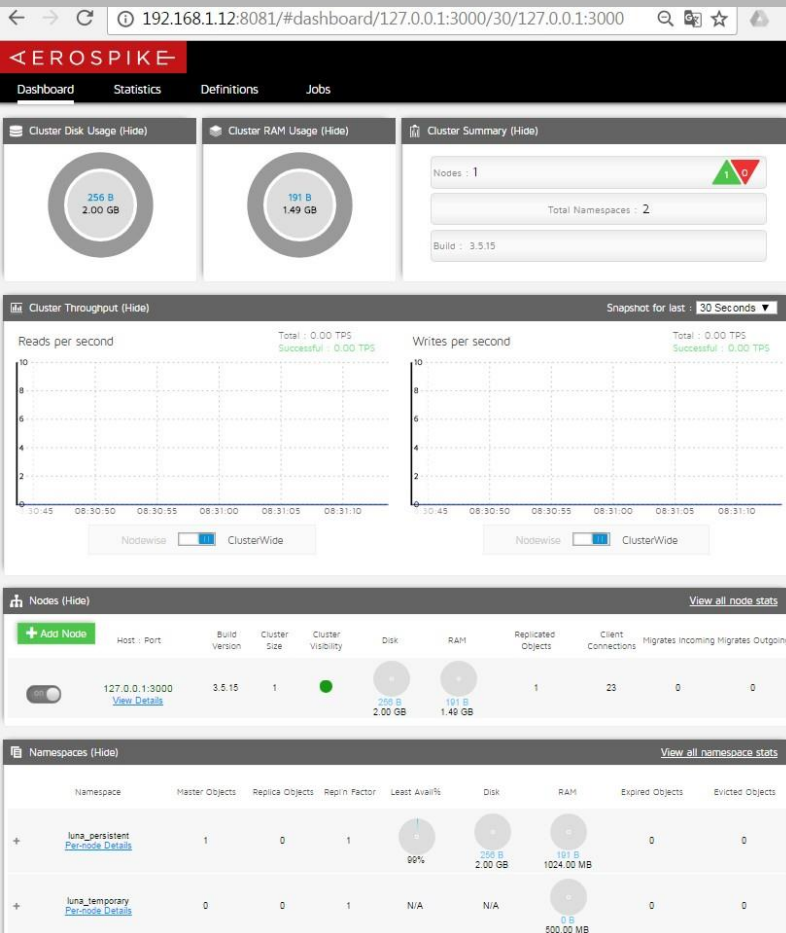 192.168.1.12:8081/#dashboard/127.0.0.1:3000/30/127.0.0.1:3000
AEROSPIKE
Dashboard Statistics Definitions Jobs
Cluster Disk Usage (Hide)
256 B
2.00 GB
Cluster RAM Usage (Hide)
191 B
1.49 GB
Cluster Summary (Hide)
Nodes : 1
1 0
Total Namespaces : 2
Build : 3.5.15
Cluster Throughput (Hide)
Snapshot for last : 30 Seconds ▼
Reads per second
Total : 0.00 TPS
Successful : 0.00 TPS
10
8
6
4
2
0
30:45 08:30:50 08:30:55 08:31:00 08:31:05 08:31:10
Nodewise ClusterWide
Writes per second
Total : 0.00 TPS
Successful : 0.00 TPS
10
8
6
4
2
0
30:45 08:30:50 08:30:55 08:31:00 08:31:05 08:31:10
Nodewise ClusterWide
Nodes (Hide)
View all node stats
+ Add Node
Host : Port Build Version Cluster Size Cluster Visibility Disk RAM Replicated Objects Client Connections Migrates Incoming Migrates Outgoing
127.0.0.1:3000 3.5.15 1 256 B 191 B 1 23 0 0
View Details 2.00 GB 1.49 GB
Namespaces (Hide)
View all namespace stats
Namespace Master Objects Replica Objects Repl'n Factor Least Avail% Disk RAM Expired Objects Evicted Objects
+ luna_persistent 1 0 1 99% 256 B 191 B 0 0
Per-node Details 2.00 GB 1024.00 MB
+ luna_temporary 0 0 1 N/A N/A 0 B 0 0
Per-node Details 500.00 MB